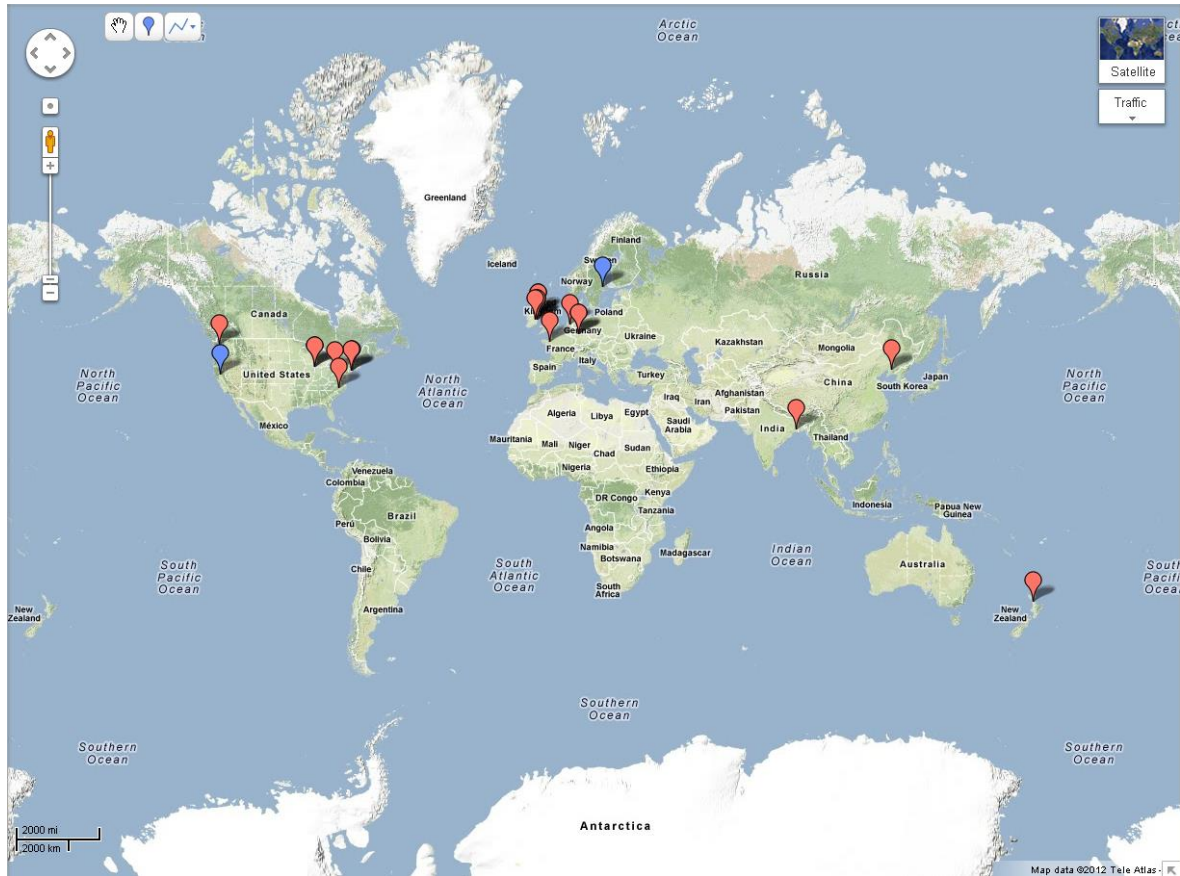 Arctic
Ocean
Ocean
Satellite
Traffic
Greenland
Iceland
Finland
Norway
Russia
Canada
Poland
Germany
Ukraine
Kazakhstan
Mongolia
France
Italy
Spain
Turkey
United States
North
Pacific
Ocean
North
Atlantic
Ocean
China
South Korea
Japan
North
Pacific
Ocean
Afghanistan
Iraq
Iran
Pakistan
México
Algeria
Libya
Egypt
Saudi
Arabia
India
Thailand
Mauritania
Mali
Niger
Chad
Sudan
Nigeria
Ethiopia
Venezuela
Colombia
DR Congo
Kenya
Tanzania
Indonesia
Papua New
Guinea
Brazil
Perú
Bolivia
Angola
Namibia
Botswana
Madagascar
Indian
Ocean
South
Pacific
Ocean
Chile
South
Atlantic
Ocean
South
Africa
Australia
Argentina
New
Zealand
New
Zealand
Southern
Ocean
Southern
Ocean
Southern
Ocean
Antarctica
2000 mi
2000 km
Map data ©2012 Tele Atlas -